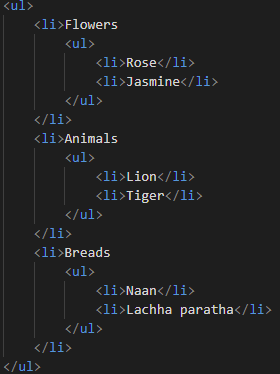 <ul>
    <li>Flowers
        <ul>
            <li>Rose</li>
            <li>Jasmine</li>
        </ul>
    </li>
    <li>Animals
        <ul>
            <li>Lion</li>
            <li>Tiger</li>
        </ul>
    </li>
    <li>Breads
        <ul>
            <li>Naan</li>
            <li>Lachha paratha</li>
        </ul>
    </li>
</ul>